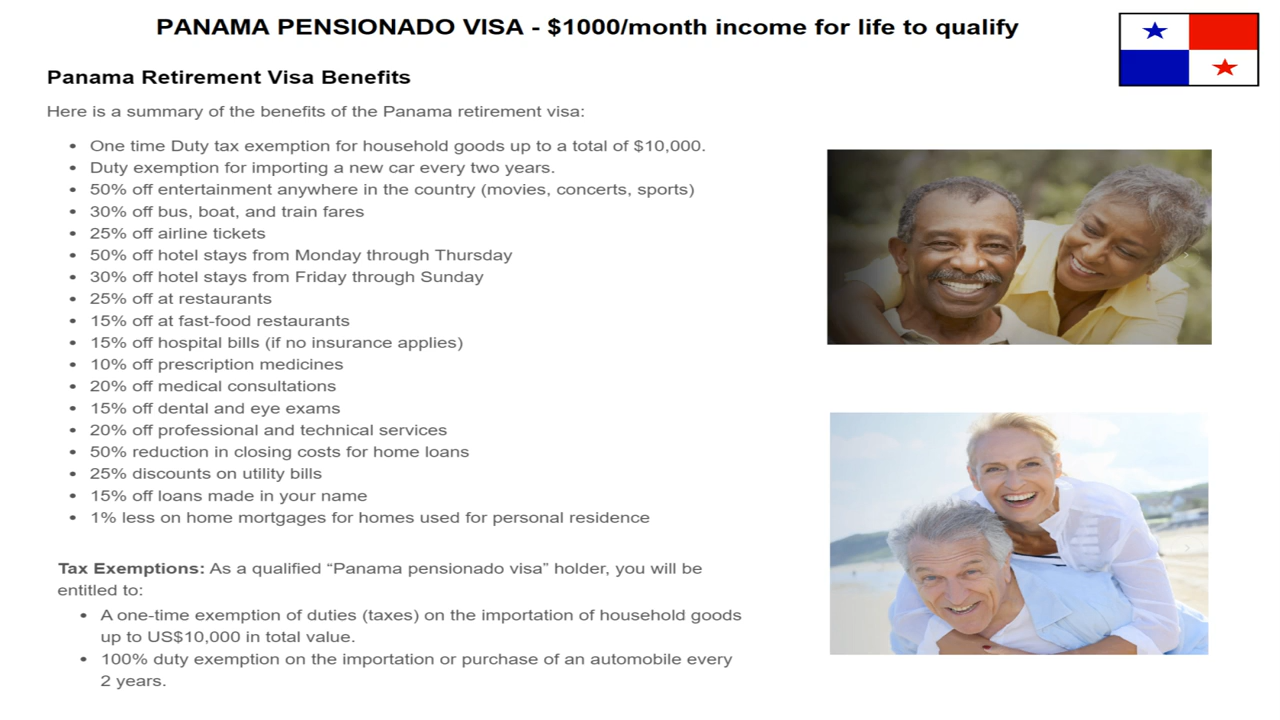 PANAMA PENSIONADO VISA - $1000/month income for life to qualify
Panama Retirement Visa Benefits
Here is a summary of the benefits of the Panama retirement visa:
• One time Duty tax exemption for household goods up to a total of $10,000.
• Duty exemption for importing a new car every two years.
• 50% off entertainment anywhere in the country (movies, concerts, sports)
• 30% off bus, boat, and train fares
• 25% off airline tickets
• 50% off hotel stays from Monday through Thursday
• 30% off hotel stays from Friday through Sunday
• 25% off at restaurants
• 15% off at fast-food restaurants
• 15% off hospital bills (if no insurance applies)
• 10% off prescription medicines
• 20% off medical consultations
• 15% off dental and eye exams
• 20% off professional and technical services
• 50% reduction in closing costs for home loans
• 25% discounts on utility bills
• 15% off loans made in your name
• 1% less on home mortgages for homes used for personal residence
Tax Exemptions: As a qualified “Panama pensionado visa” holder, you will be
entitled to:
• A one-time exemption of duties (taxes) on the importation of household goods
up to US$10,000 in total value.
• 100% duty exemption on the importation or purchase of an automobile every
2 years.